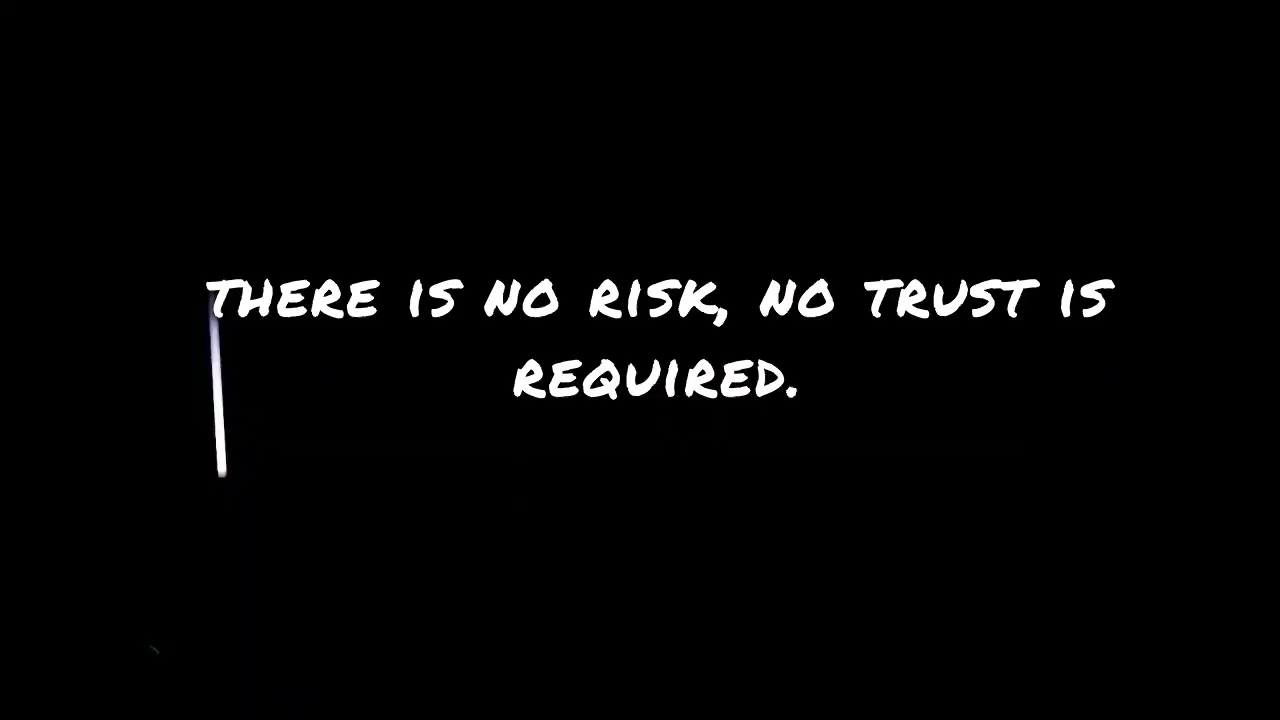 THERE IS NO RISK, NO TRUST IS
REQUIRED.